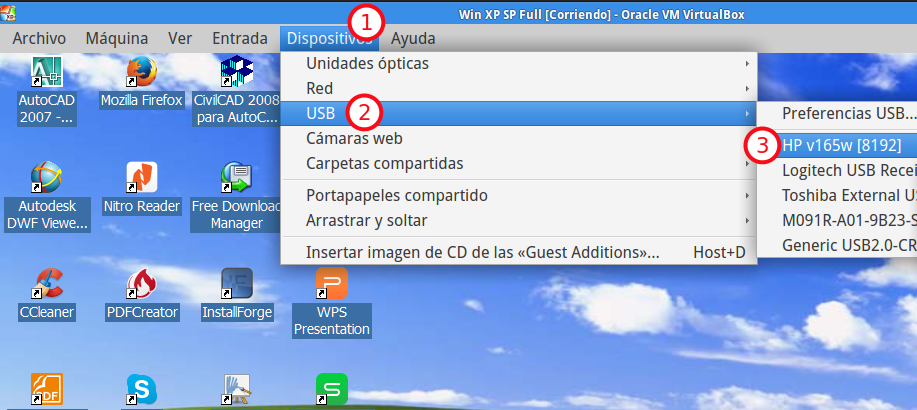 Win XP SP Full [Corriendo] - Oracle VM VirtualBox
Archivo Máquina Ver Entrada Dispositivos Ayuda
1
Unidades ópticas
Red
USB
2
Cámaras web
Carpetas compartidas
Portapapeles compartido
Arrastrar y soltar
Insertar imagen de CD de las «Guest Additions»... Host+D
Preferencias USB...
3
HP v165w [8192]
Logitech USB Recei
Toshiba External US
M091R-A01-9B23-S
Generic USB2.0-CR
AutoCAD
2007 -...
Mozilla Firefox
CivilCAD 2008
para AutoC...
Autodesk
DWF Viewe...
Nitro Reader
Free Download
Manager
CCleaner
PDFCreator
InstallForge
WPS
Presentation